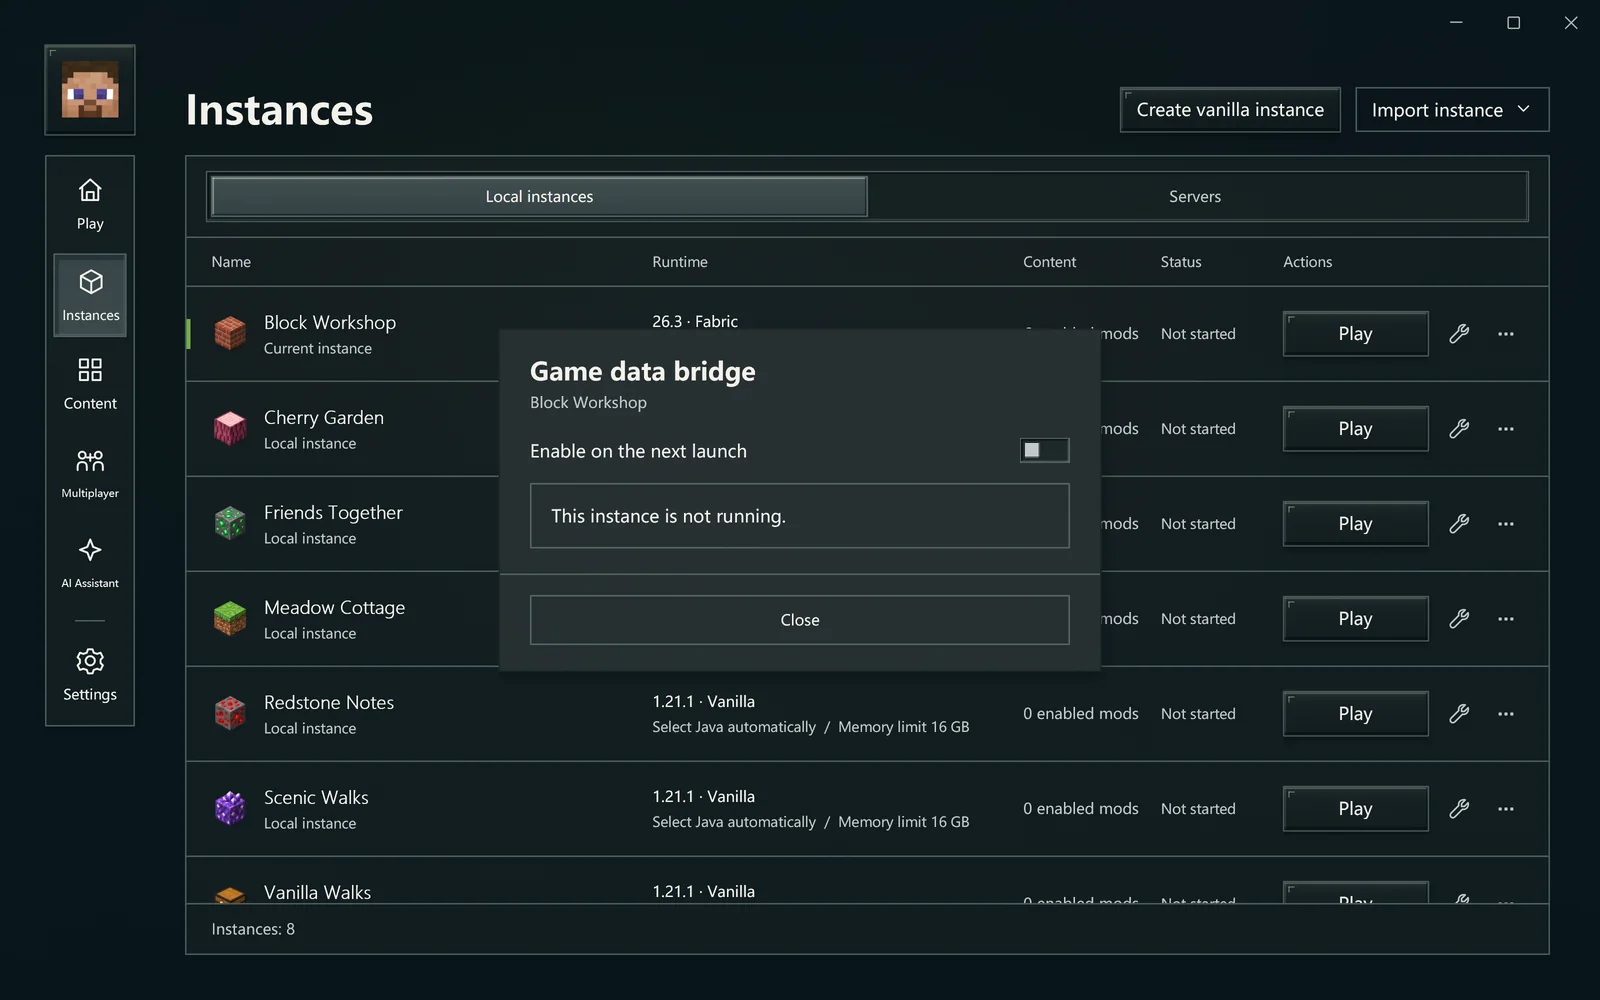 Instances
Create vanilla instance
Import instance
Play
Instances
Content
Multiplayer
AI Assistant
Settings
Local instances
Servers
Name
Runtime
Content
Status
Actions
Block Workshop
Current instance
26.3 · Fabric
mods
Not started
Play
Cherry Garden
Local instance
mods
Not started
Play
Friends Together
Local instance
mods
Not started
Play
Meadow Cottage
Local instance
mods
Not started
Play
Game data bridge
Block Workshop
Enable on the next launch
This instance is not running.
Close
Redstone Notes
Local instance
1.21.1 · Vanilla
Select Java automatically / Memory limit 16 GB
0 enabled mods
Not started
Play
Scenic Walks
Local instance
1.21.1 · Vanilla
Select Java automatically / Memory limit 16 GB
0 enabled mods
Not started
Play
Vanilla Walks
1.21.1 · Vanilla
0 enabled mods
Not started
Play
Instances: 8